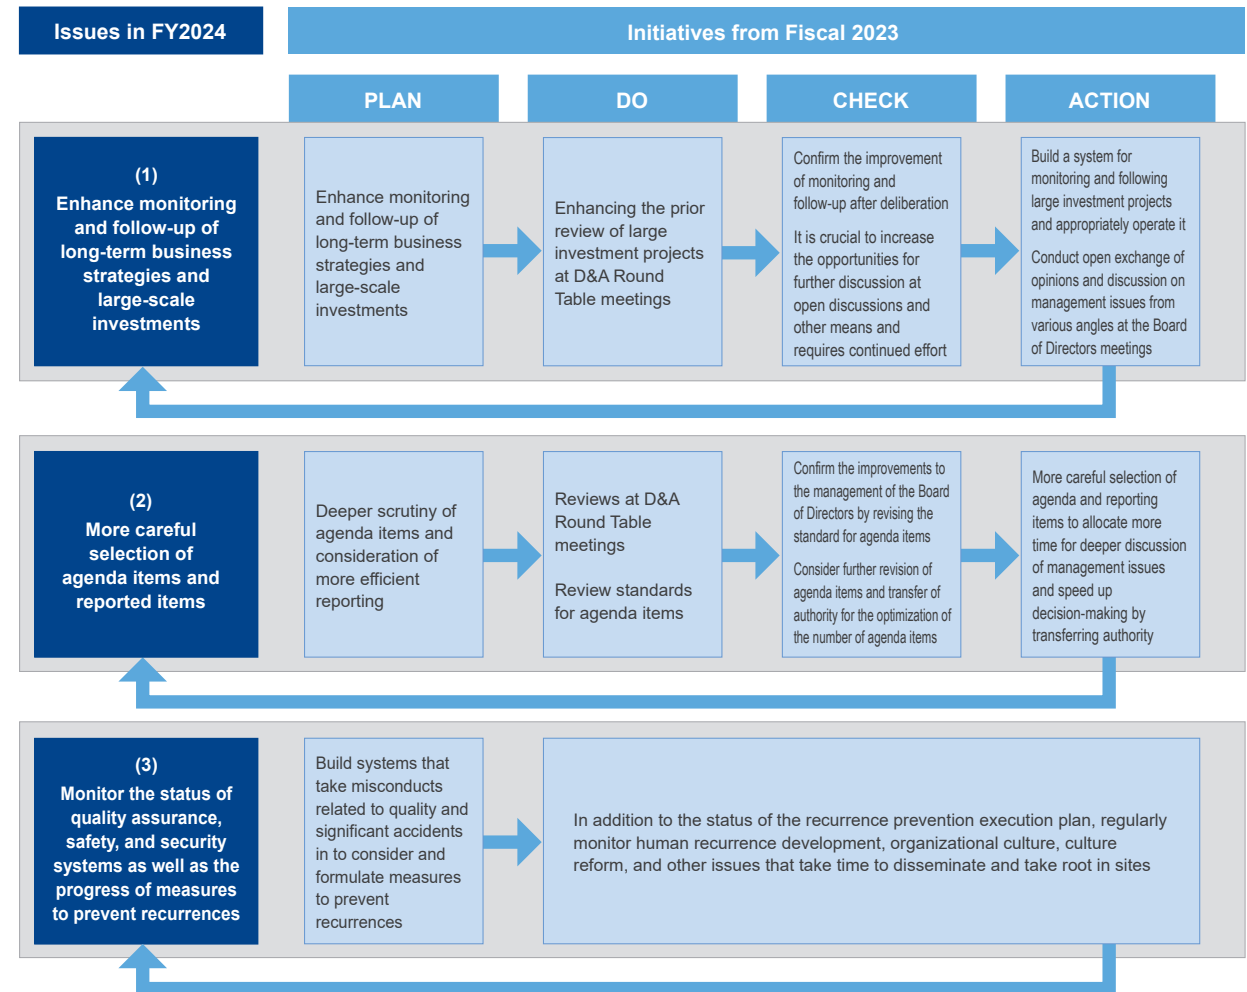 Issues in FY2024
Initiatives from Fiscal 2023
PLAN
DO
CHECK
ACTION
(1)
Enhance monitoring
and follow-up of
long-term business
strategies and
large-scale
investments
Enhance monitoring
and follow-up of
long-term business
strategies and
large-scale
investments
Enhancing the prior
review of large
investment projects
at D&A Round
Table meetings
Confirm the improvement
of monitoring and
follow-up after deliberation
It is crucial to increase
the opportunities for
further discussion at
open discussions and
other means and
requires continued effort
Build a system for
monitoring and following
large investment projects
and appropriately operate it
Conduct open exchange of
opinions and discussion on
management issues from
various angles at the Board
of Directors meetings
(2)
More careful
selection of
agenda items and
reported items
Deeper scrutiny of
agenda items and
consideration of
more efficient
reporting
Reviews at D&A
Round Table
meetings
Review standards
for agenda items
Confirm the improvements to
the management of the Board
of Directors by revising the
standard for agenda items
Consider further revision of
agenda items and transfer of
authority for the optimization of
the number of agenda items
More careful selection of
agenda and reporting
items to allocate more
time for deeper discussion
of management issues
and speed up
decision-making by
transferring authority
(3)
Monitor the status of
quality assurance,
safety, and security
systems as well as the
progress of measures
to prevent recurrences
Build systems that
take misconducts
related to quality and
significant accidents
in to consider and
formulate measures
to prevent
recurrences
In addition to the status of the recurrence prevention execution plan, regularly
monitor human recurrence development, organizational culture, culture
reform, and other issues that take time to disseminate and take root in sites